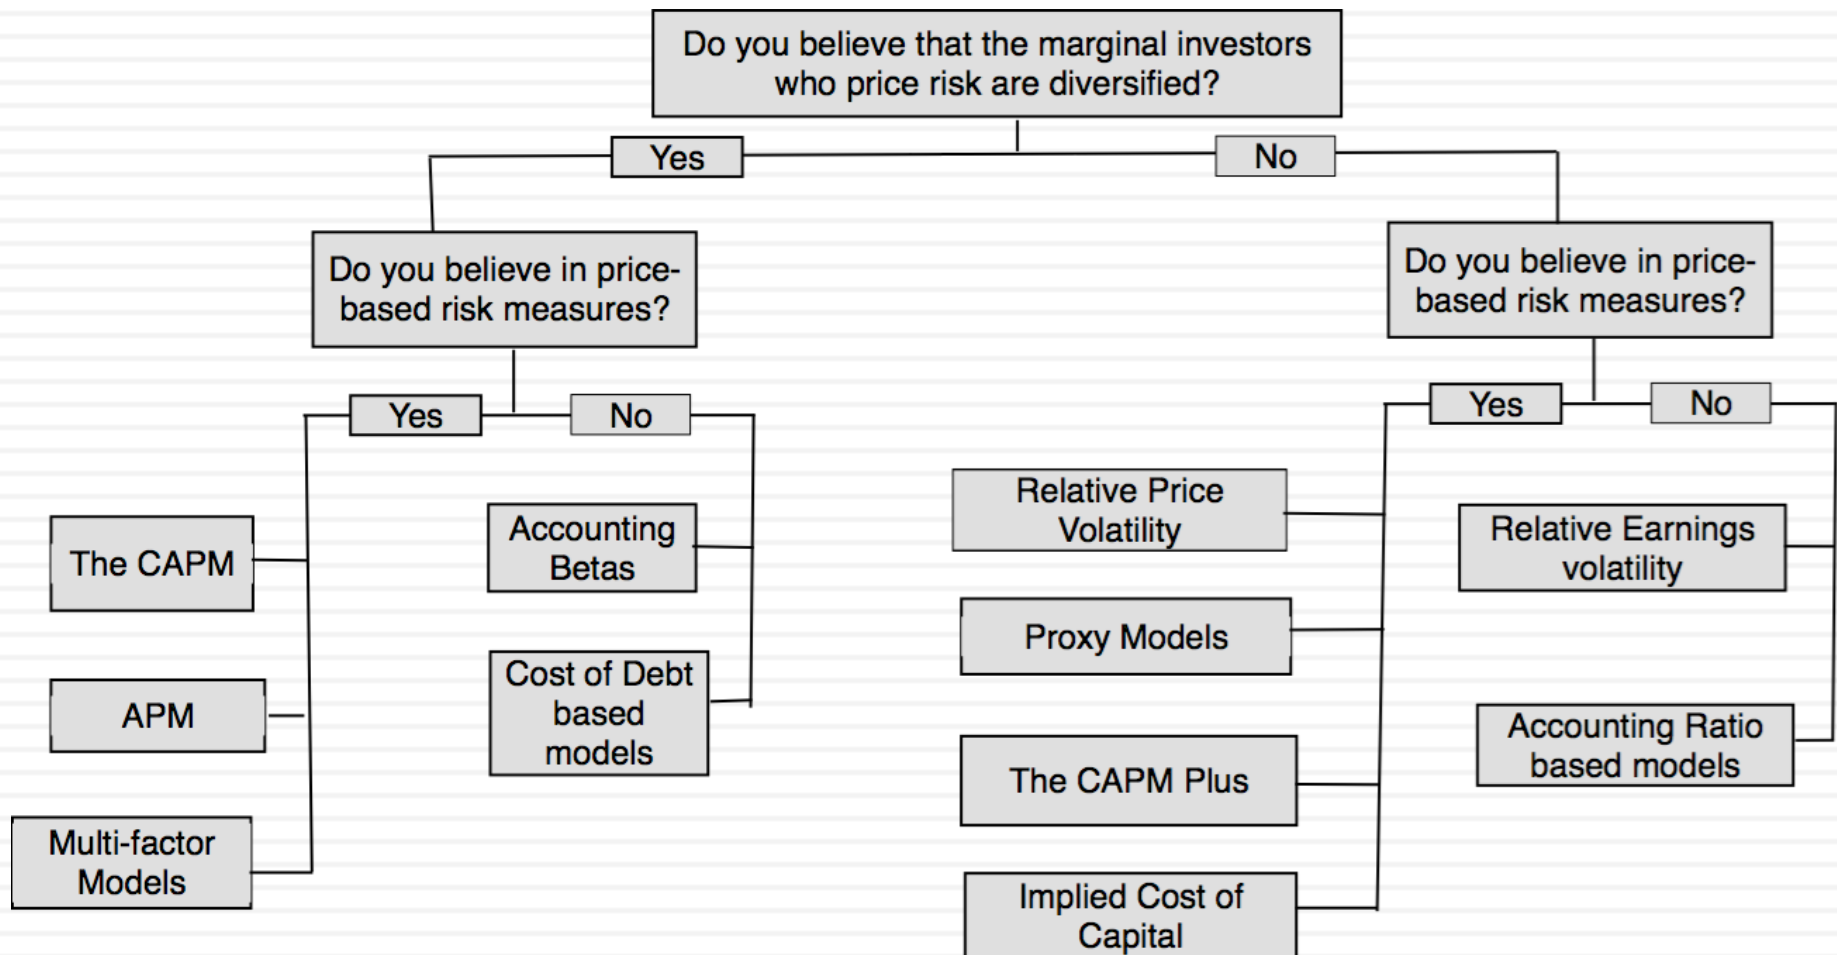 Do you believe that the marginal investors
who price risk are diversified?
Yes
No
Do you believe in price-
based risk measures?
Do you believe in price-
based risk measures?
Yes
No
Yes
No
The CAPM
APM
Multi-factor
Models
Accounting
Betas
Cost of Debt
based
models
Relative Price
Volatility
Proxy Models
The CAPM Plus
Implied Cost of
Capital
Relative Earnings
volatility
Accounting Ratio
based models